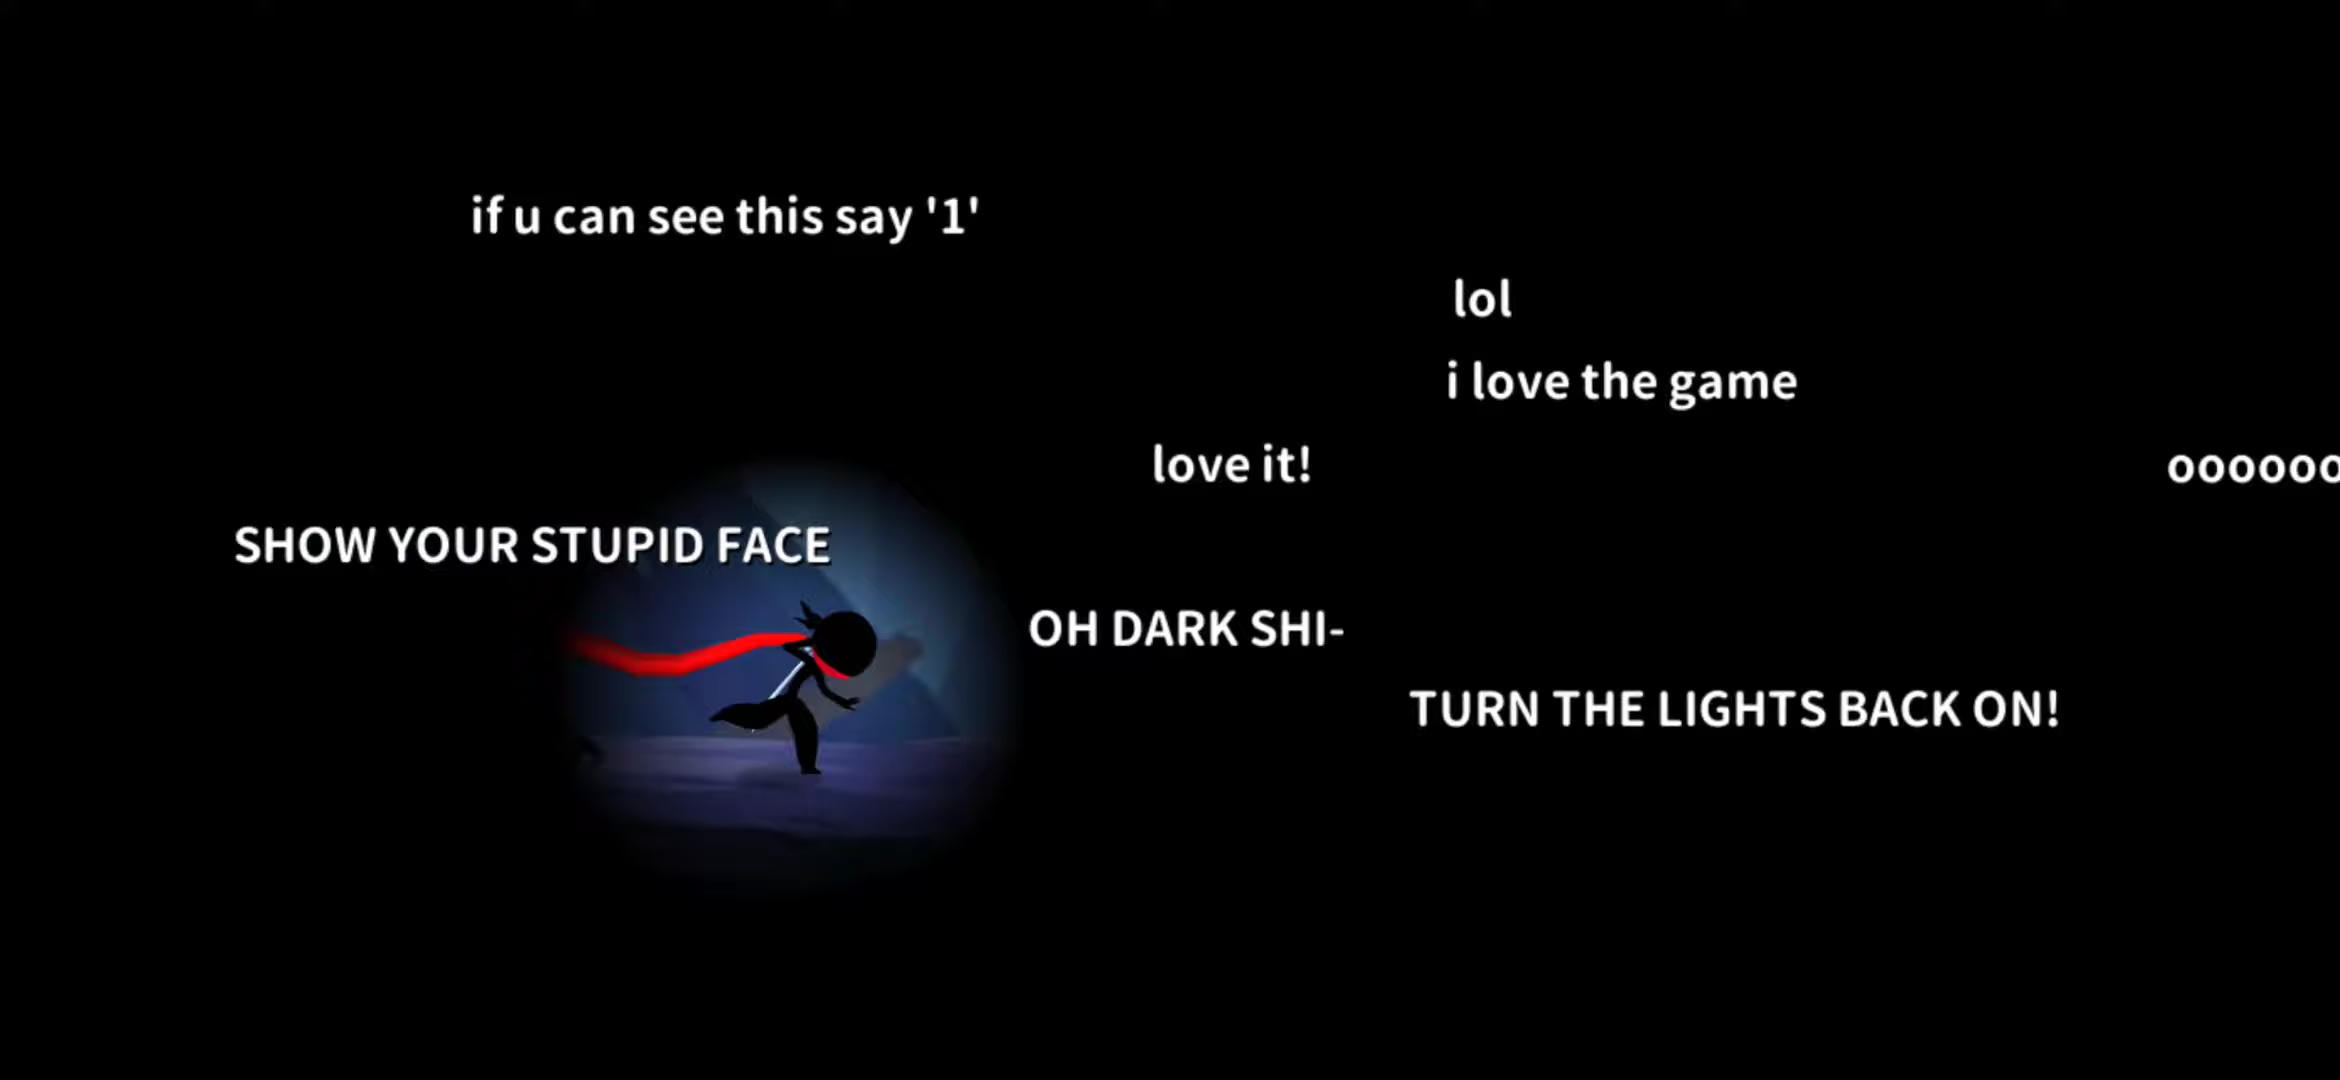 if u can see this say '1'
lol
i love the game
love it!
oooooo
SHOW YOUR STUPID FACE
OH DARK SHI-
TURN THE LIGHTS BACK ON!